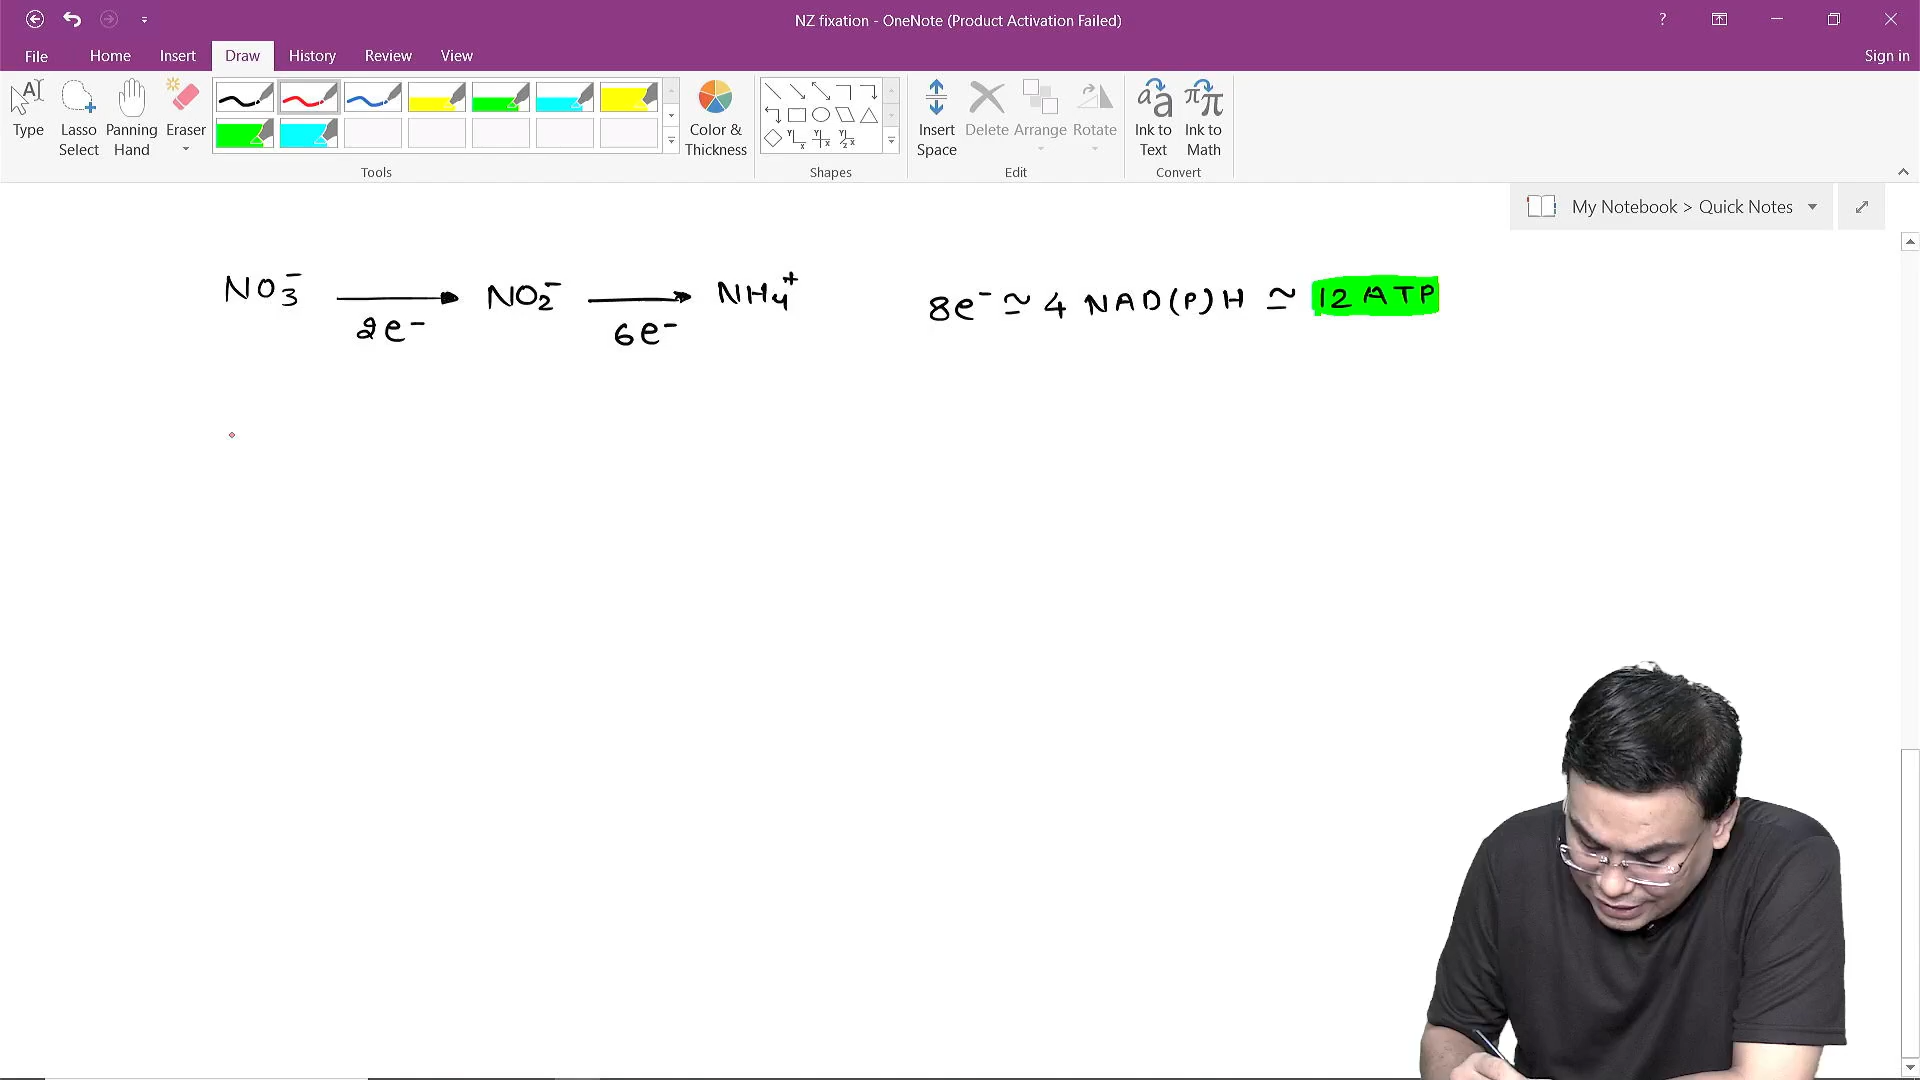 NZ fixation - OneNote (Product Activation Failed)
?
File Home Insert Draw History Review View
Sign in
Type
Lasso Select
Panning Hand
Eraser
Color & Thickness
Insert Space
Delete
Arrange
Rotate
Ink to Text
Ink to Math
Tools
Shapes
Edit
Convert
My Notebook > Quick Notes
NO₃⁻ → NO₂⁻ → NH₄⁺ 8e⁻ ≃ 4 NAD(P)H ≃ 12 ATP
2e⁻ 6e⁻